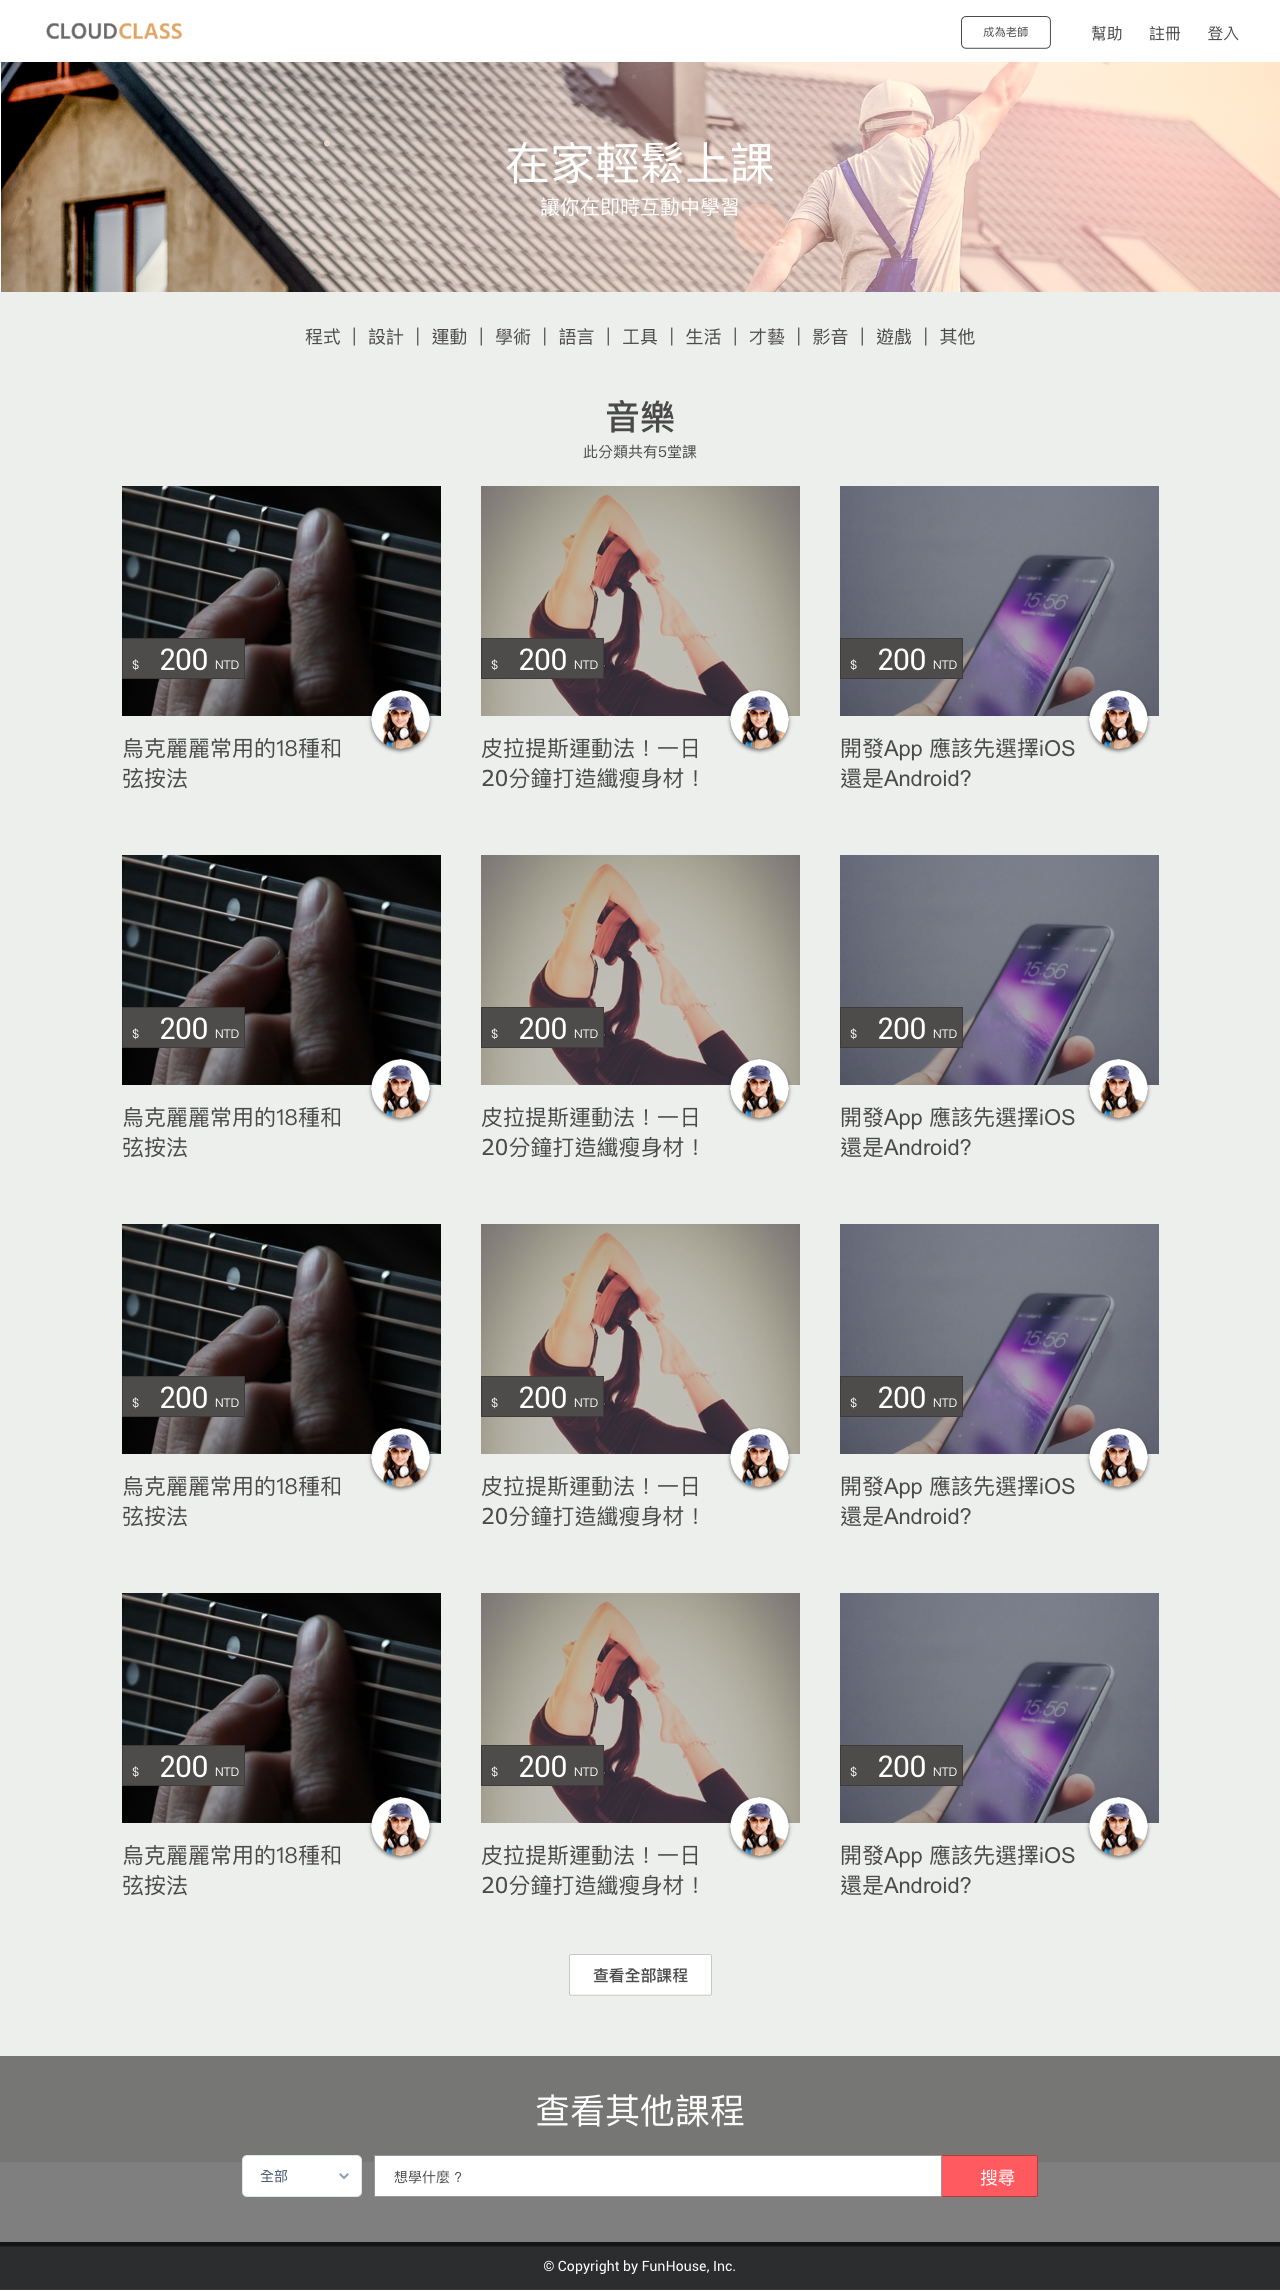 CLOUDCLASS
成為老師 幫助 註冊 登入
在家輕鬆上課
讓你在即時互動中學習
程式 | 設計 | 運動 | 學術 | 語言 | 工具 | 生活 | 才藝 | 影音 | 遊戲 | 其他
音樂
此分類共有5堂課
15:56
$ 200 NTD
$ 200 NTD
$ 200 NTD
烏克麗麗常用的18種和
弦按法
皮拉提斯運動法！一日
20分鐘打造纖瘦身材！
開發App 應該先選擇iOS
還是Android?
15:56
$ 200 NTD
$ 200 NTD
$ 200 NTD
烏克麗麗常用的18種和
弦按法
皮拉提斯運動法！一日
20分鐘打造纖瘦身材！
開發App 應該先選擇iOS
還是Android?
15:56
$ 200 NTD
$ 200 NTD
$ 200 NTD
烏克麗麗常用的18種和
弦按法
皮拉提斯運動法！一日
20分鐘打造纖瘦身材！
開發App 應該先選擇iOS
還是Android?
15:56
$ 200 NTD
$ 200 NTD
$ 200 NTD
烏克麗麗常用的18種和
弦按法
皮拉提斯運動法！一日
20分鐘打造纖瘦身材！
開發App 應該先選擇iOS
還是Android?
查看全部課程
查看其他課程
全部 想學什麼？ 搜尋
© Copyright by FunHouse, Inc.